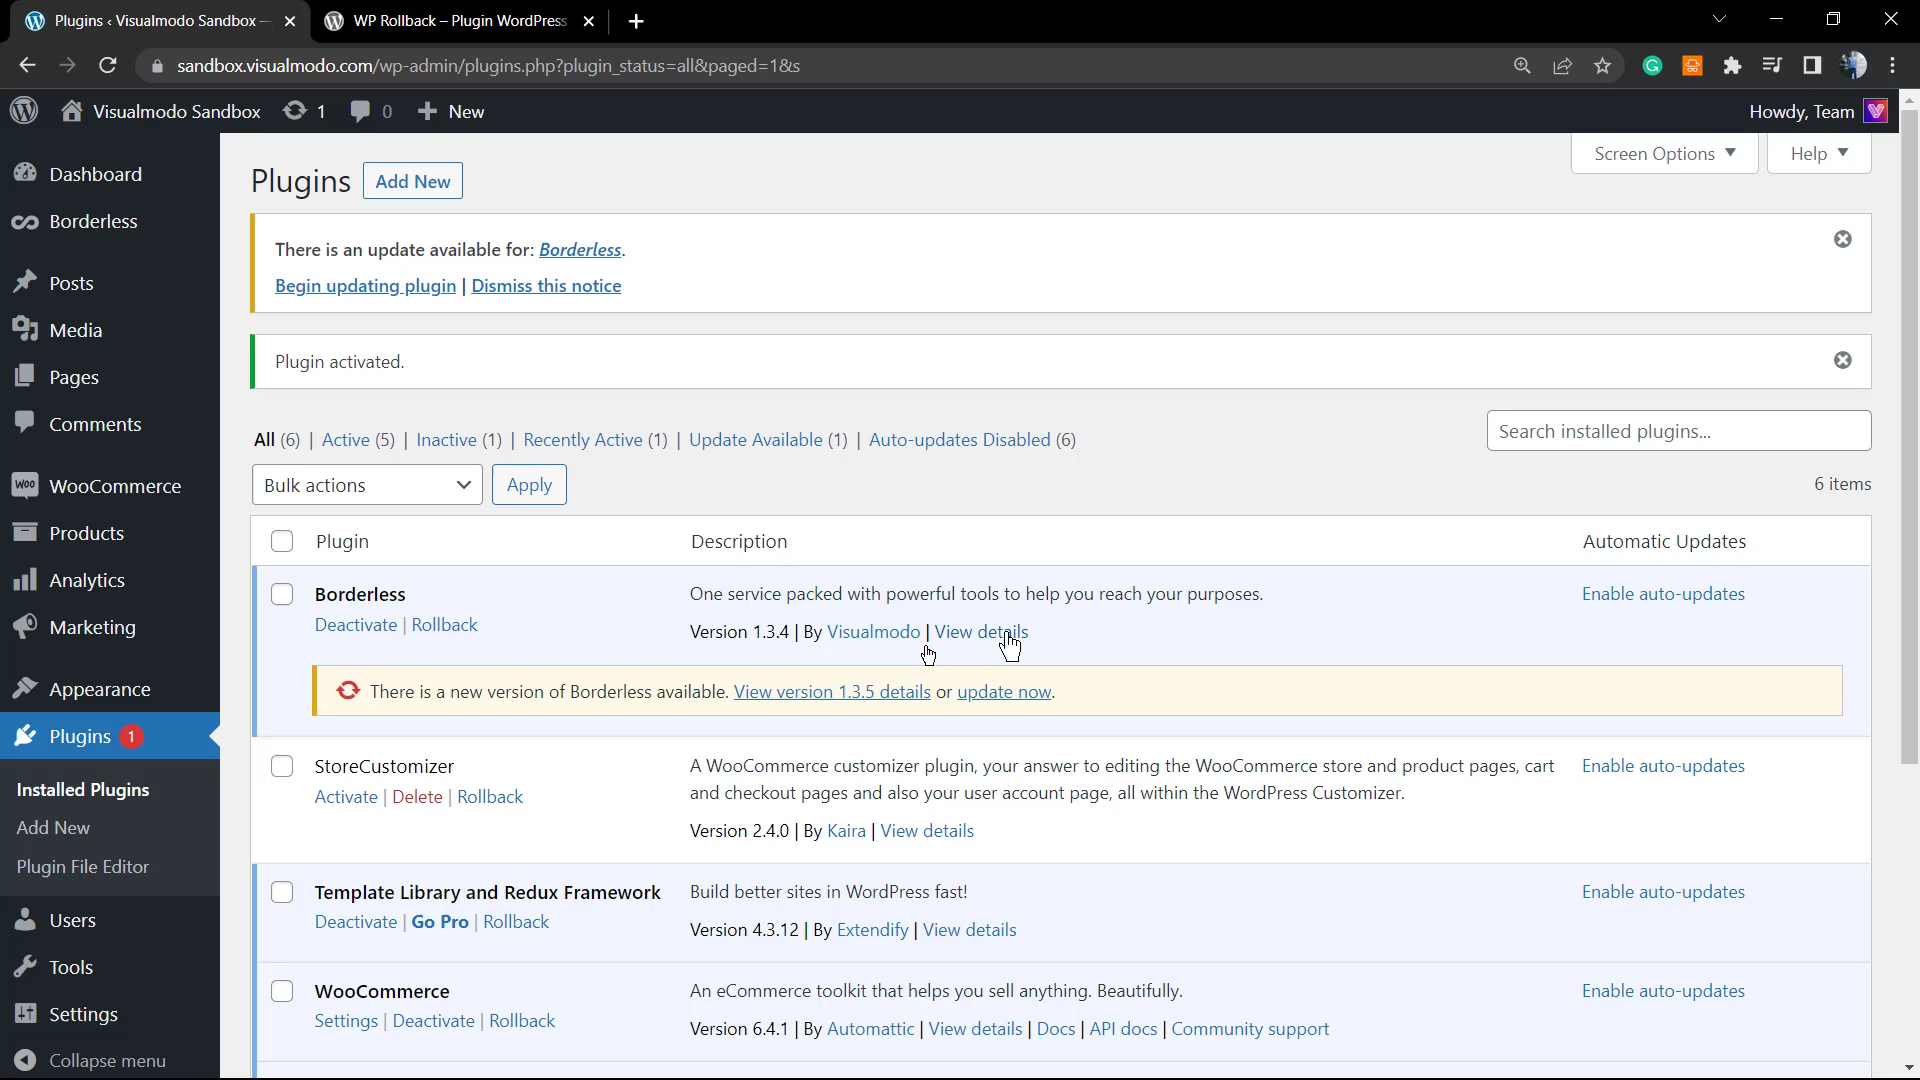 Plugins ‹ Visualmodo Sandbox —
WP Rollback – Plugin WordPress
sandbox.visualmodo.com/wp-admin/plugins.php?plugin_status=all&paged=1&s
Visualmodo Sandbox 1 0 + New
Howdy, Team
Dashboard
Borderless
Posts
Media
Pages
Comments
WooCommerce
Products
Analytics
Marketing
Appearance
Plugins 1
Installed Plugins
Add New
Plugin File Editor
Users
Tools
Settings
Collapse menu
Screen Options Help
Plugins Add New
There is an update available for: Borderless.
Begin updating plugin | Dismiss this notice
Plugin activated.
All (6) | Active (5) | Inactive (1) | Recently Active (1) | Update Available (1) | Auto-updates Disabled (6)
Search installed plugins...
Bulk actions Apply
6 items
Plugin Description Automatic Updates
Borderless One service packed with powerful tools to help you reach your purposes. Enable auto-updates
Deactivate | Rollback Version 1.3.4 | By Visualmodo | View details
There is a new version of Borderless available. View version 1.3.5 details or update now.
StoreCustomizer A WooCommerce customizer plugin, your answer to editing the WooCommerce store and product pages, cart Enable auto-updates
Activate | Delete | Rollback and checkout pages and also your user account page, all within the WordPress Customizer.
Version 2.4.0 | By Kaira | View details
Template Library and Redux Framework Build better sites in WordPress fast! Enable auto-updates
Deactivate | Go Pro | Rollback Version 4.3.12 | By Extendify | View details
WooCommerce An eCommerce toolkit that helps you sell anything. Beautifully. Enable auto-updates
Settings | Deactivate | Rollback Version 6.4.1 | By Automattic | View details | Docs | API docs | Community support